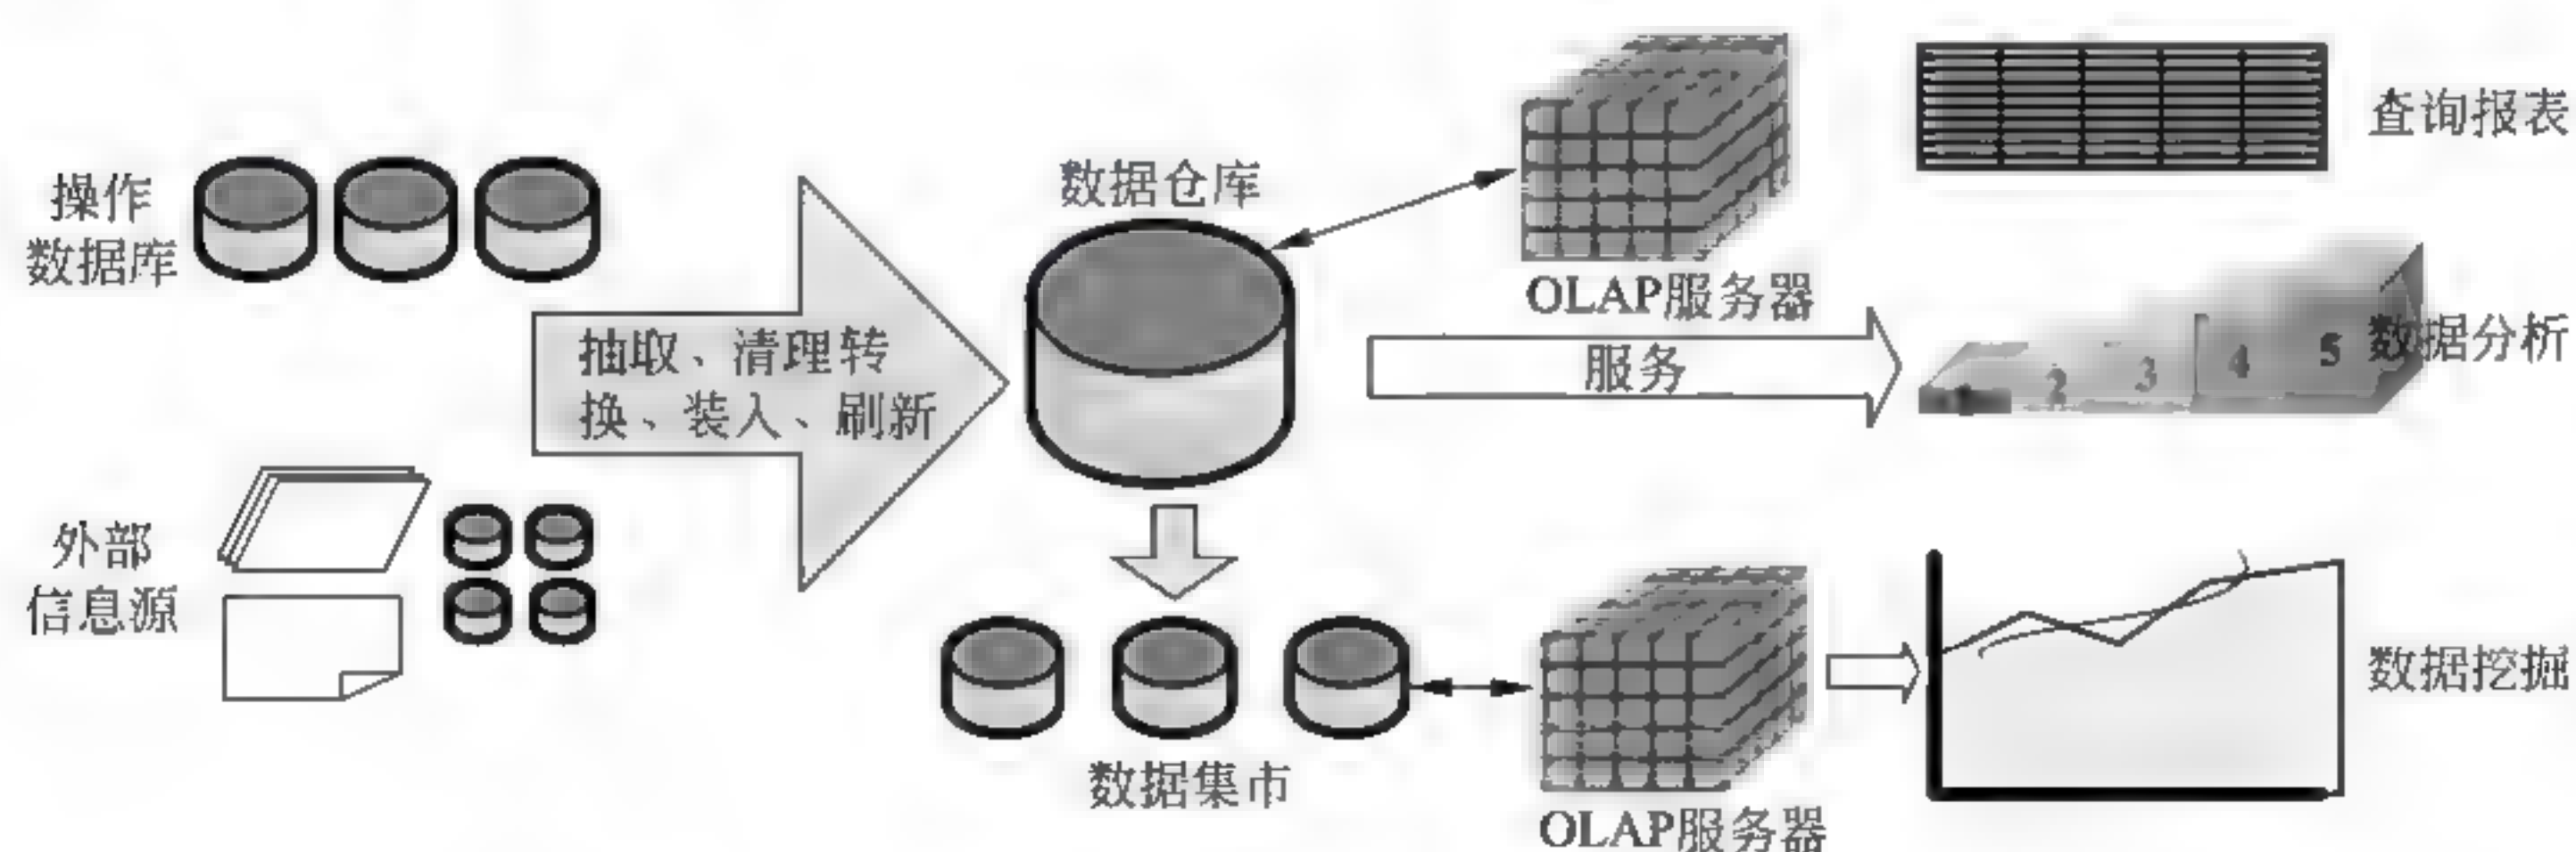 操作
数据库
外部
信息源
抽取、清理转
换、装入、刷新
数据仓库
数据集市
OLAP服务器
服务
OLAP服务器
查询报表
2 3 4 5
数据分析
数据挖掘